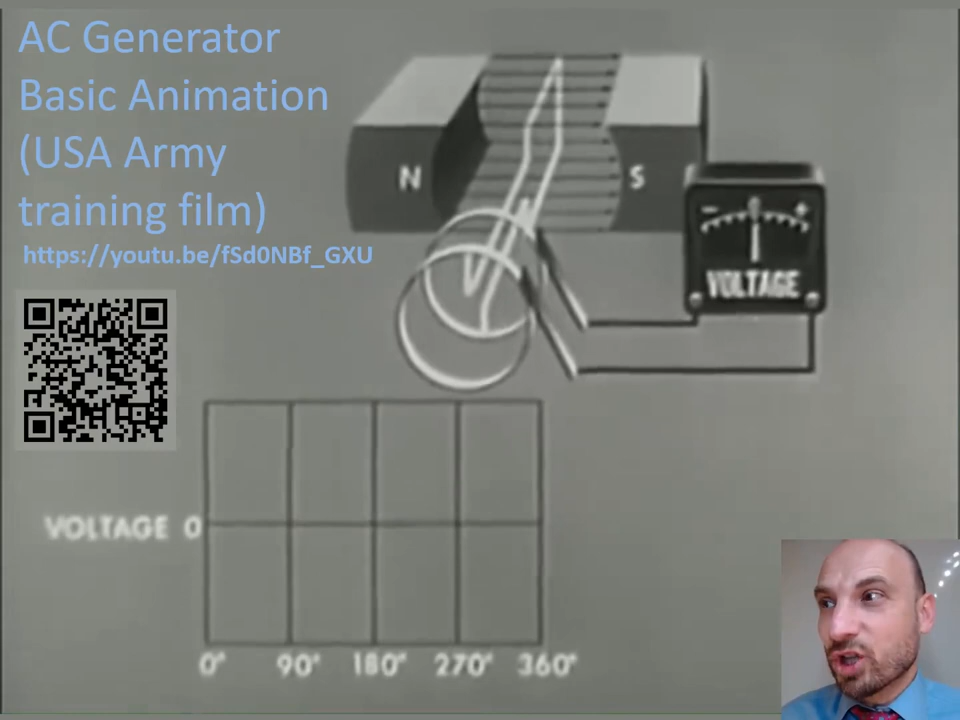 AC Generator
Basic Animation
(USA Army
training film)
https://youtu.be/fSd0NBf_GXU
N
S
- +
VOLTAGE
VOLTAGE 0
0° 90° 180° 270° 360°